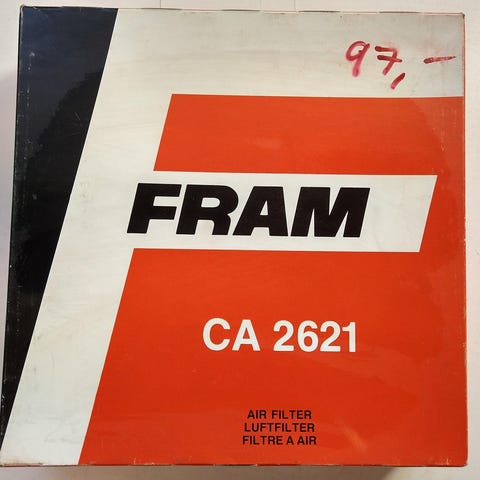 97,-
FRAM
CA 2621
AIR FILTER
LUFTFILTER
FILTRE A AIR